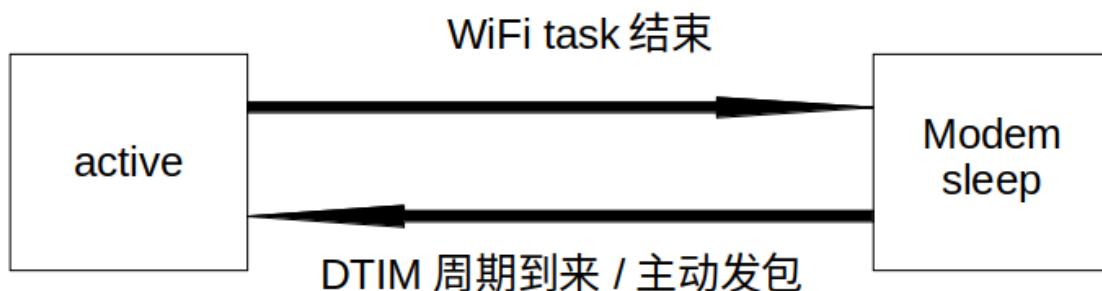 WiFi task 结束
active
Modem
sleep
DTIM 周期到来 / 主动发包